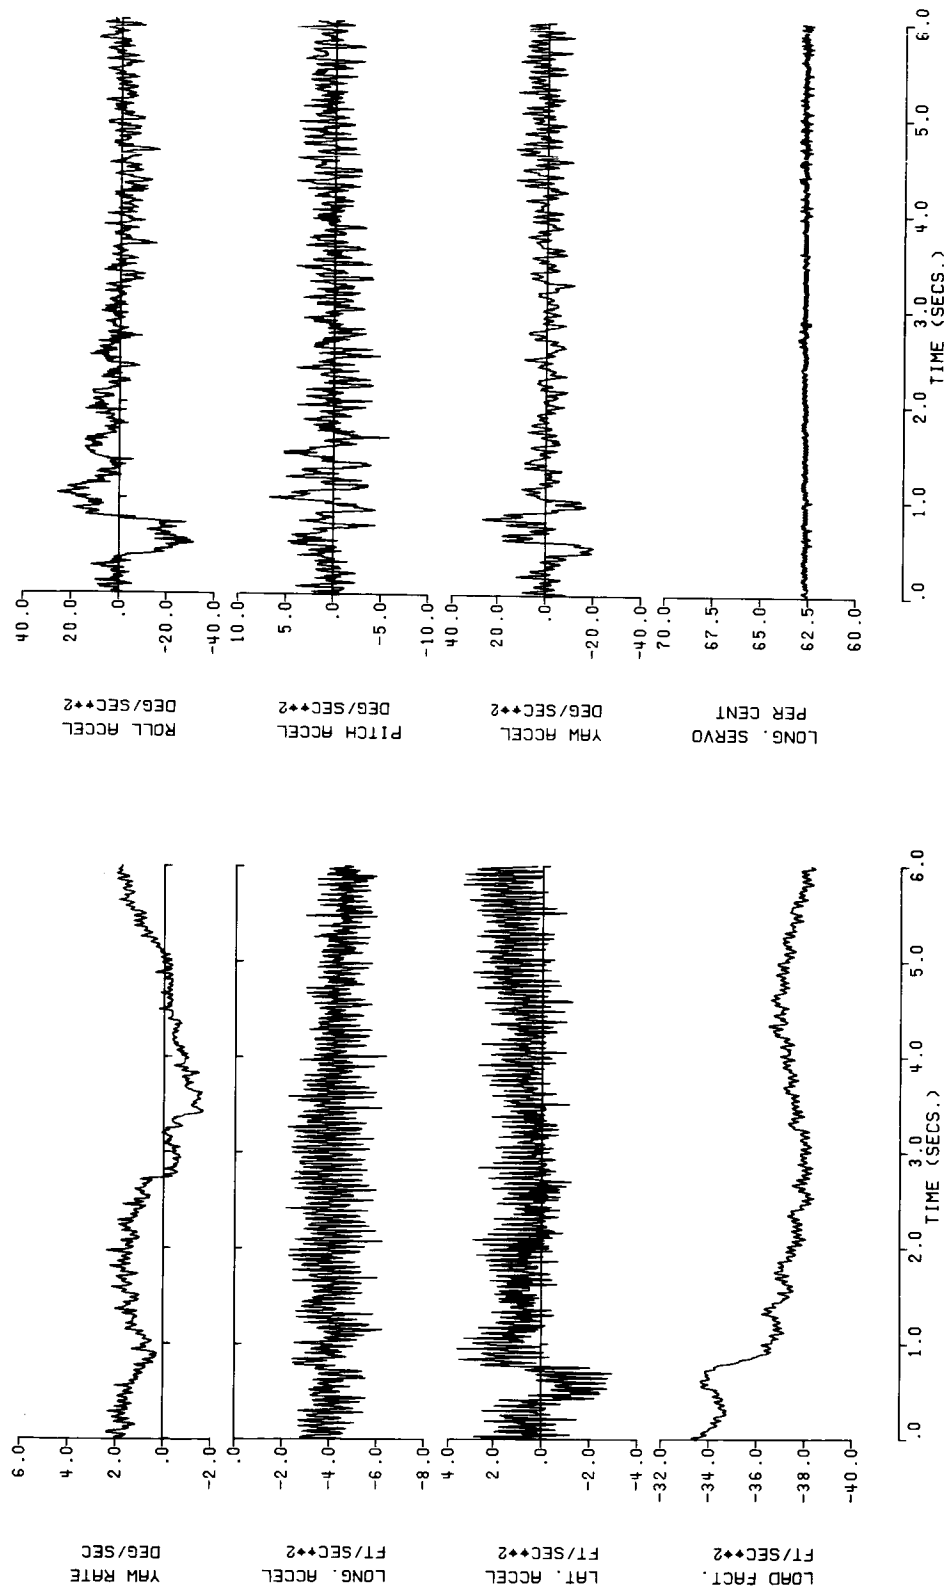 YAW RATE
DEG/SEC
6.0
4.0
2.0
.0
-2.0
LONG. ACCEL
FT/SEC**2
.0
-2.0
-4.0
-6.0
-8.0
LAT. ACCEL
FT/SEC**2
4.0
2.0
.0
-2.0
-4.0
LOAD FACT.
FT/SEC**2
-32.0
-34.0
-36.0
-38.0
-40.0
.0 1.0 2.0 3.0 4.0 5.0 6.0
TIME (SECS.)
ROLL ACCEL
DEG/SEC**2
40.0
20.0
.0
-20.0
-40.0
PITCH ACCEL
DEG/SEC**2
10.0
5.0
.0
-5.0
-10.0
YAW ACCEL
DEG/SEC**2
40.0
20.0
.0
-20.0
-40.0
LONG. SERVO
PER CENT
70.0
67.5
65.0
62.5
60.0
.0 1.0 2.0 3.0 4.0 5.0 6.0
TIME (SECS.)